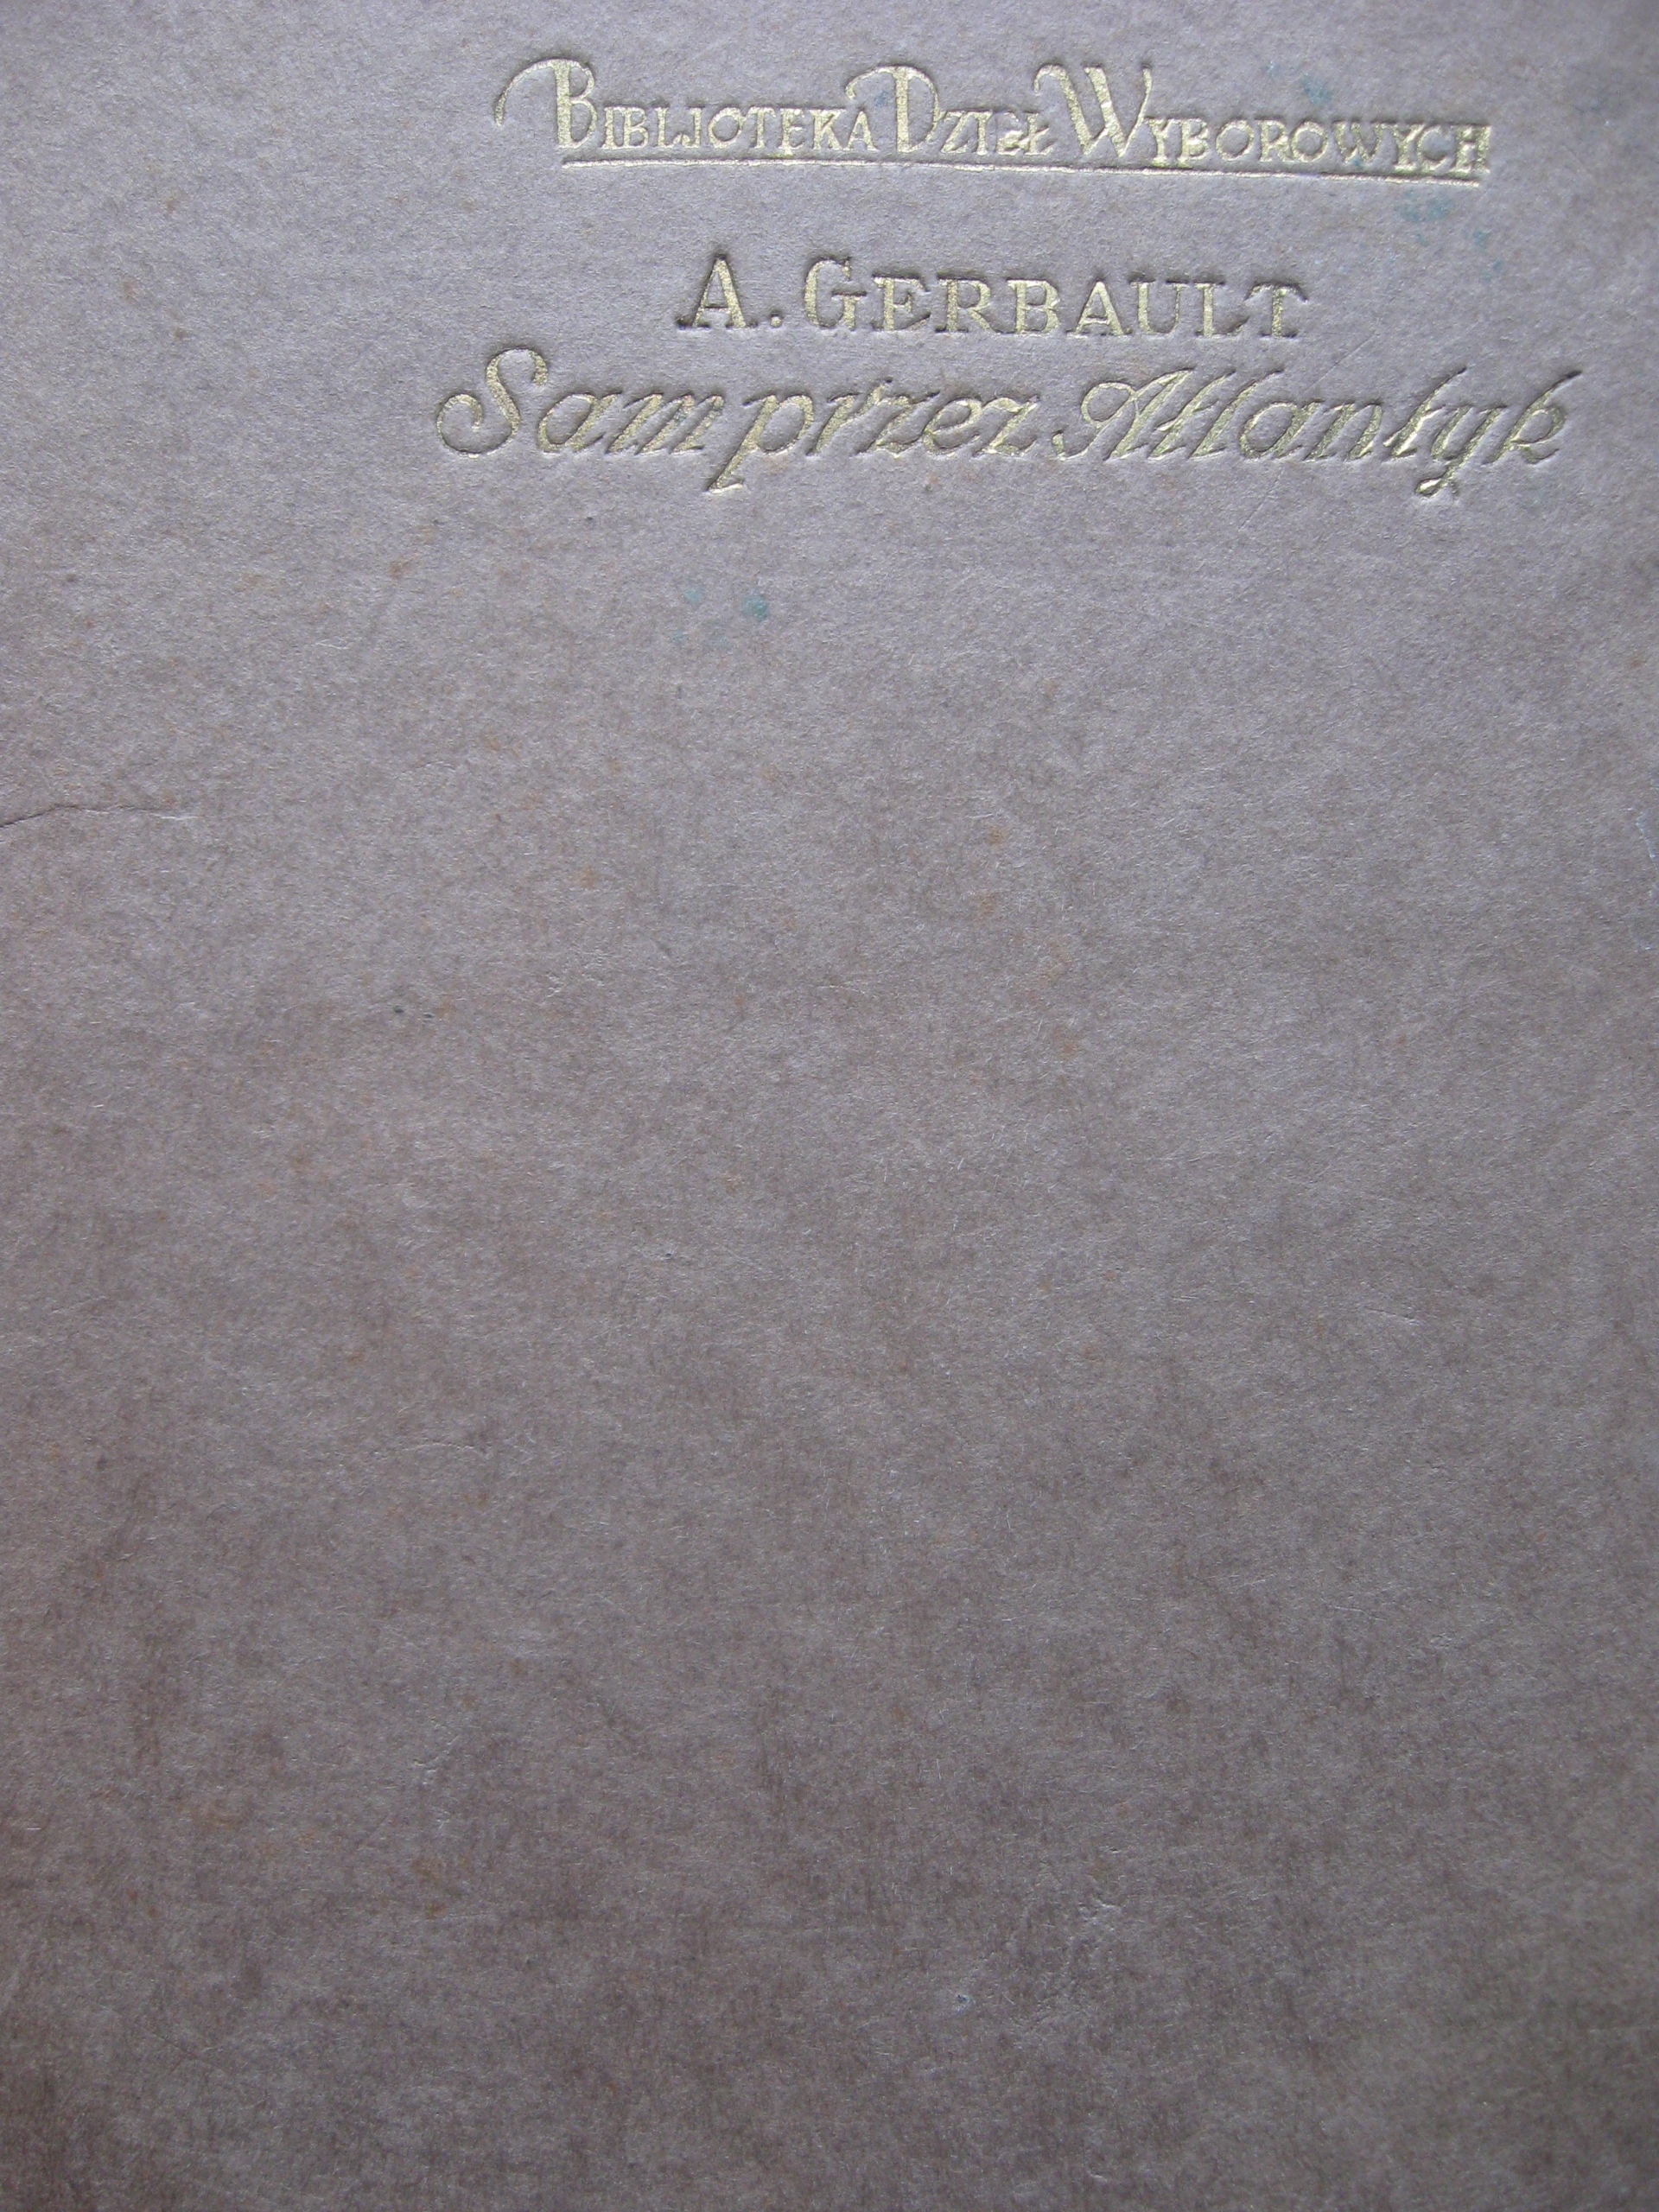 BIBLJOTEKA DZIEŁ WYBOROWYCH
A. GERBAULT
Sam przez Atlantyk